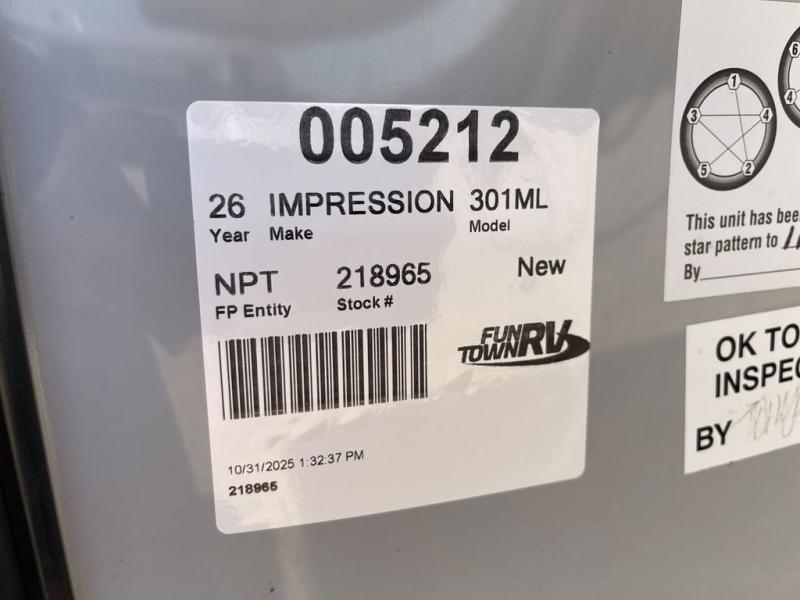 005212
26 IMPRESSION 301ML
Year Make Model
NPT 218965 New
FP Entity Stock #
FUN TOWN RV
10/31/2025 1:32:37 PM
218965
1
3 4
5 2
6
4
This unit has bee
star pattern to
By
OK TO
INSPEC
BY